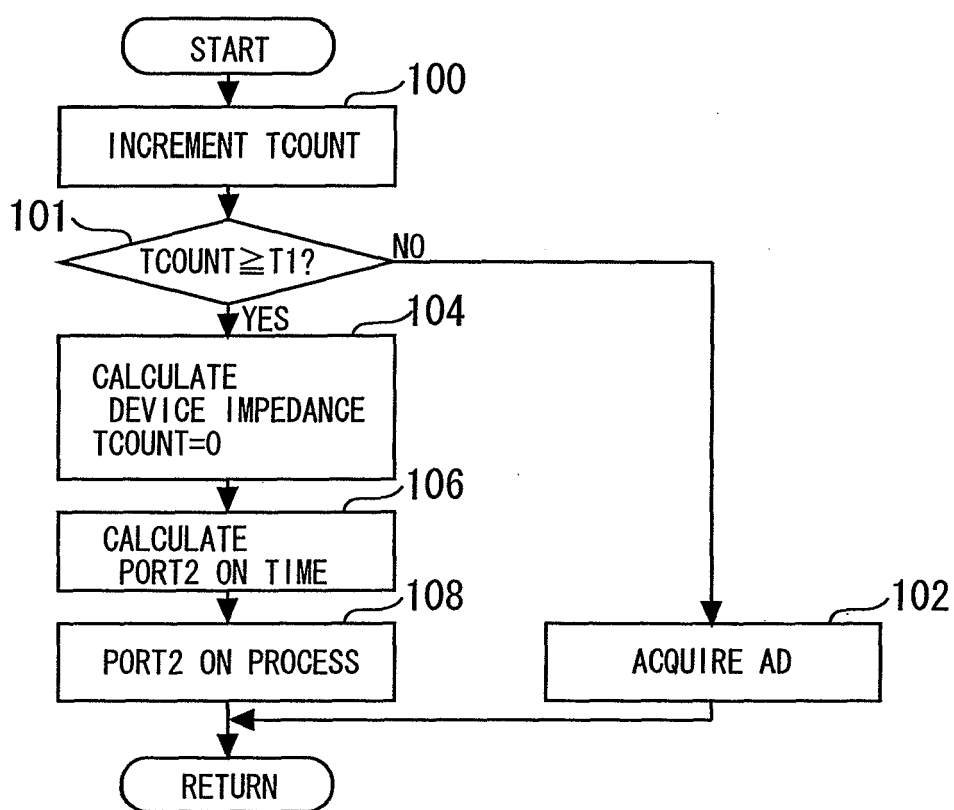 START
100
INCREMENT TCOUNT
101
TCOUNT≧T1?
NO
YES
104
CALCULATE
DEVICE IMPEDANCE
TCOUNT=0
106
CALCULATE
PORT2 ON TIME
108
PORT2 ON PROCESS
102
ACQUIRE AD
RETURN